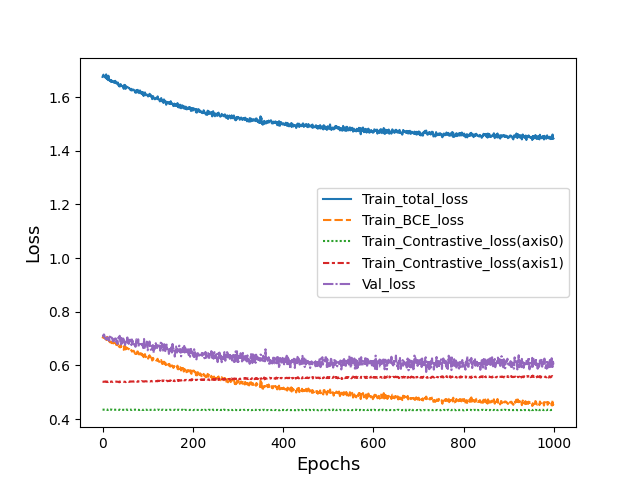 1.6
1.4
1.2
1.0
0.8
0.6
0.4
Loss
Train_total_loss
Train_BCE_loss
Train_Contrastive_loss(axis0)
Train_Contrastive_loss(axis1)
Val_loss
0 200 400 600 800 1000
Epochs